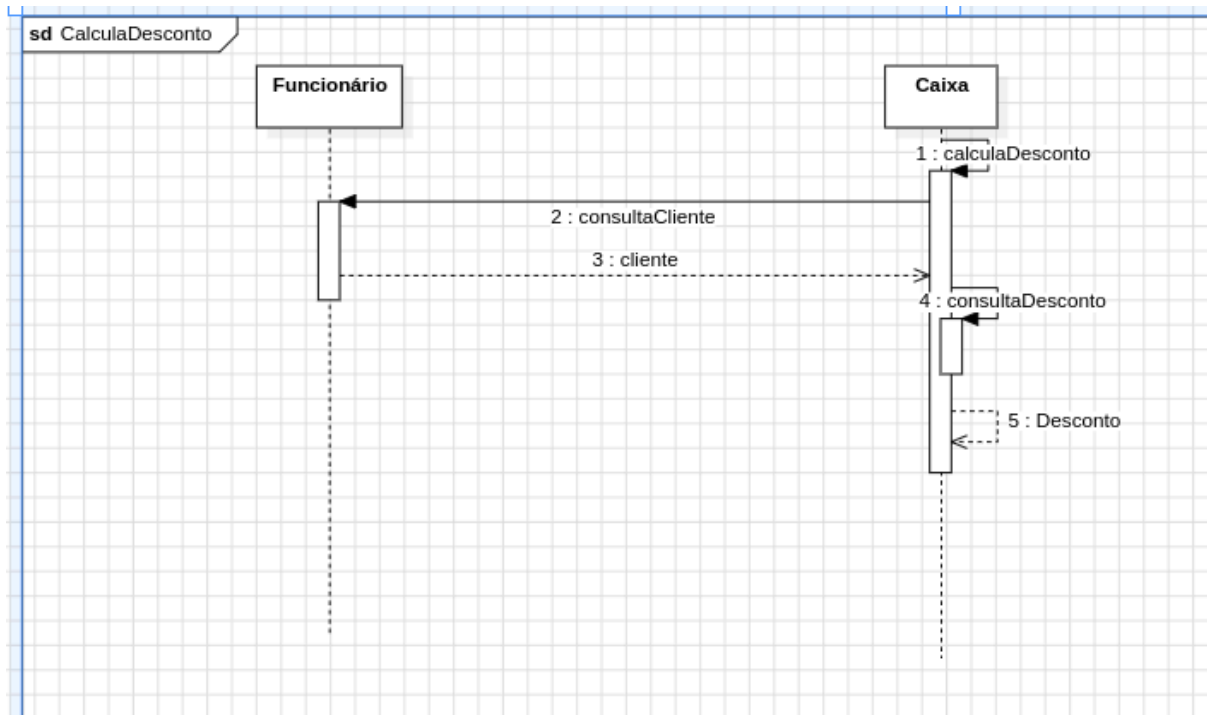 sd CalculaDesconto
Funcionário
Caixa
1 : calculaDesconto
2 : consultaCliente
3 : cliente
4 : consultaDesconto
5 : Desconto